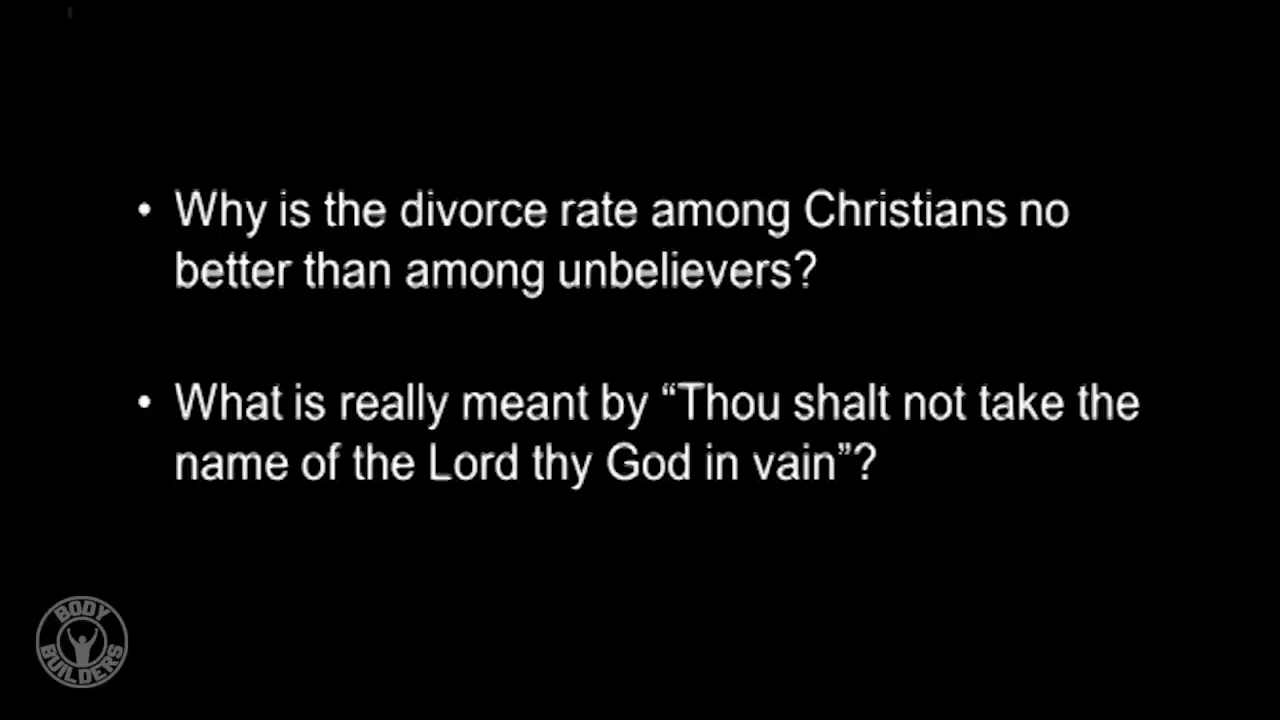 • Why is the divorce rate among Christians no
better than among unbelievers?
• What is really meant by “Thou shalt not take the
name of the Lord thy God in vain”?
BODY
BUILDERS